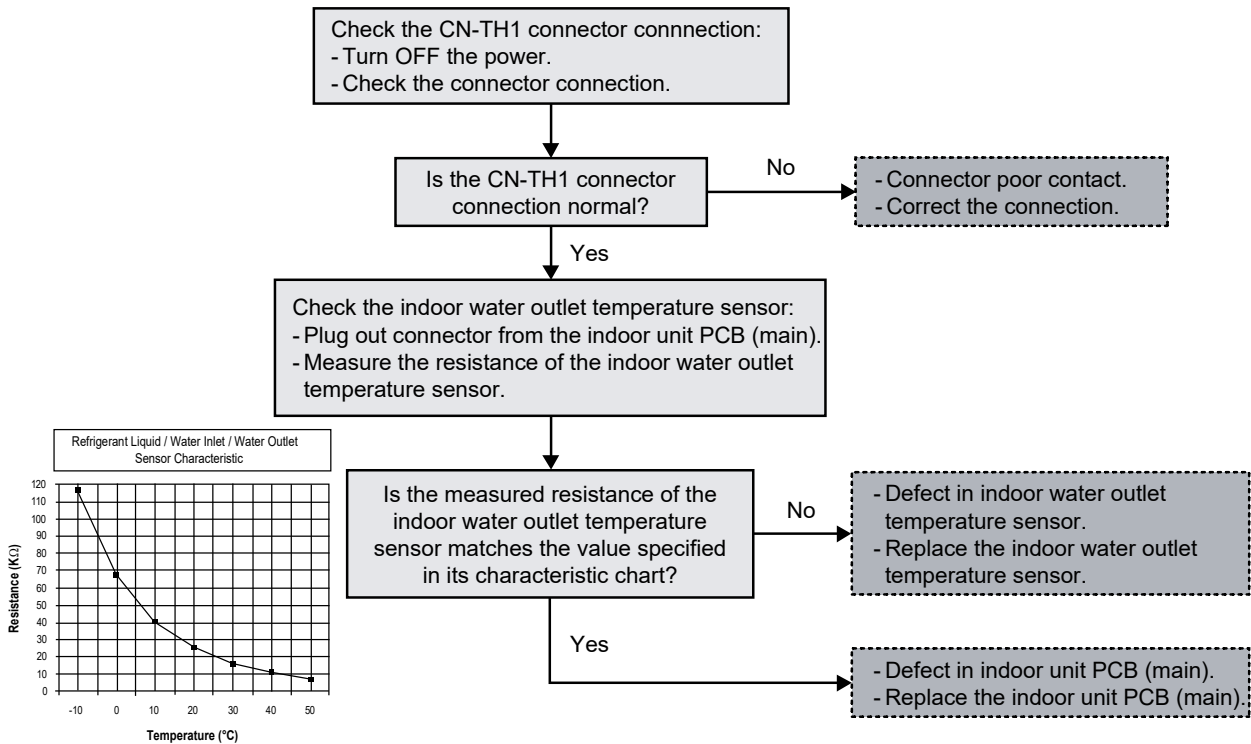 Check the CN-TH1 connector connnection:
- Turn OFF the power.
- Check the connector connection.
Is the CN-TH1 connector
connection normal?
No
- Connector poor contact.
- Correct the connection.
Yes
Check the indoor water outlet temperature sensor:
- Plug out connector from the indoor unit PCB (main).
- Measure the resistance of the indoor water outlet
temperature sensor.
Refrigerant Liquid / Water Inlet / Water Outlet
Sensor Characteristic
120
110
100
90
80
70
60
50
40
30
20
10
0
Resistance (KΩ)
-10 0 10 20 30 40 50
Temperature (°C)
Is the measured resistance of the
indoor water outlet temperature
sensor matches the value specified
in its characteristic chart?
No
- Defect in indoor water outlet
temperature sensor.
- Replace the indoor water outlet
temperature sensor.
Yes
- Defect in indoor unit PCB (main).
- Replace the indoor unit PCB (main).